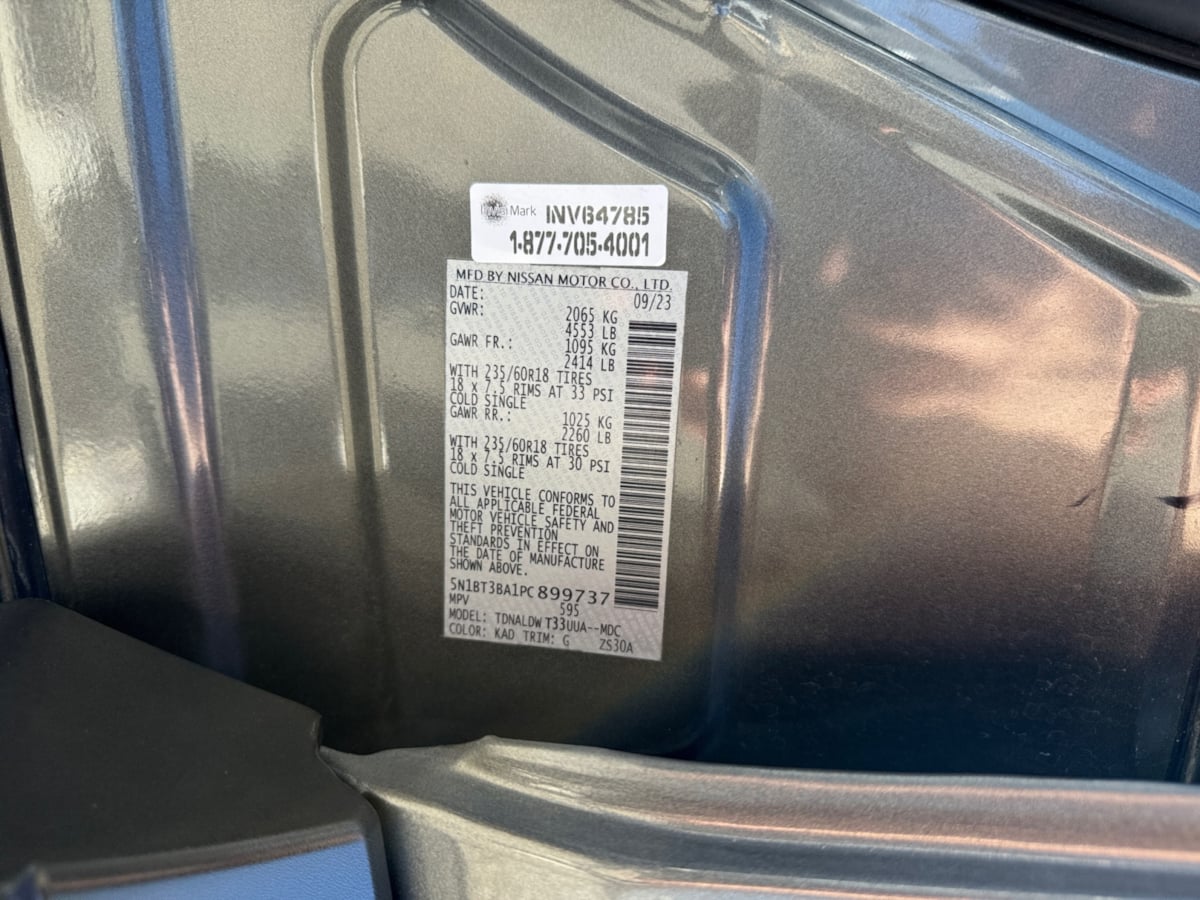 Mark INV64785
1-877-705-4001
MFD BY NISSAN MOTOR CO., LTD.
DATE: 09/23
GVWR: 2065 KG
4553 LB
GAWR FR.: 1095 KG
2414 LB
WITH 235/60R18 TIRES
18 x 7.5 RIMS AT 33 PSI
COLD SINGLE
GAWR RR.: 1025 KG
2260 LB
WITH 235/60R18 TIRES
18 x 7.5 RIMS AT 30 PSI
COLD SINGLE
THIS VEHICLE CONFORMS TO
ALL APPLICABLE FEDERAL
MOTOR VEHICLE SAFETY AND
THEFT PREVENTION
STANDARDS IN EFFECT ON
THE DATE OF MANUFACTURE
SHOWN ABOVE.
5N1BT3BA1PC899737
MPV 595
MODEL: TDNALDWT33UUA--MDC
COLOR: KAD TRIM: G ZS30A